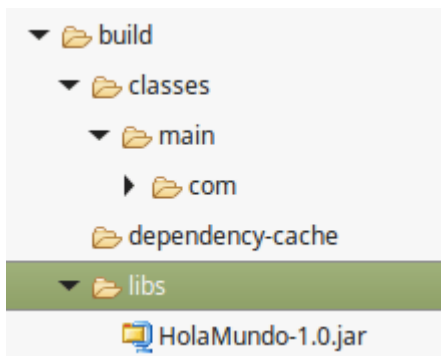 build
classes
main
com
dependency-cache
libs
HolaMundo-1.0.jar